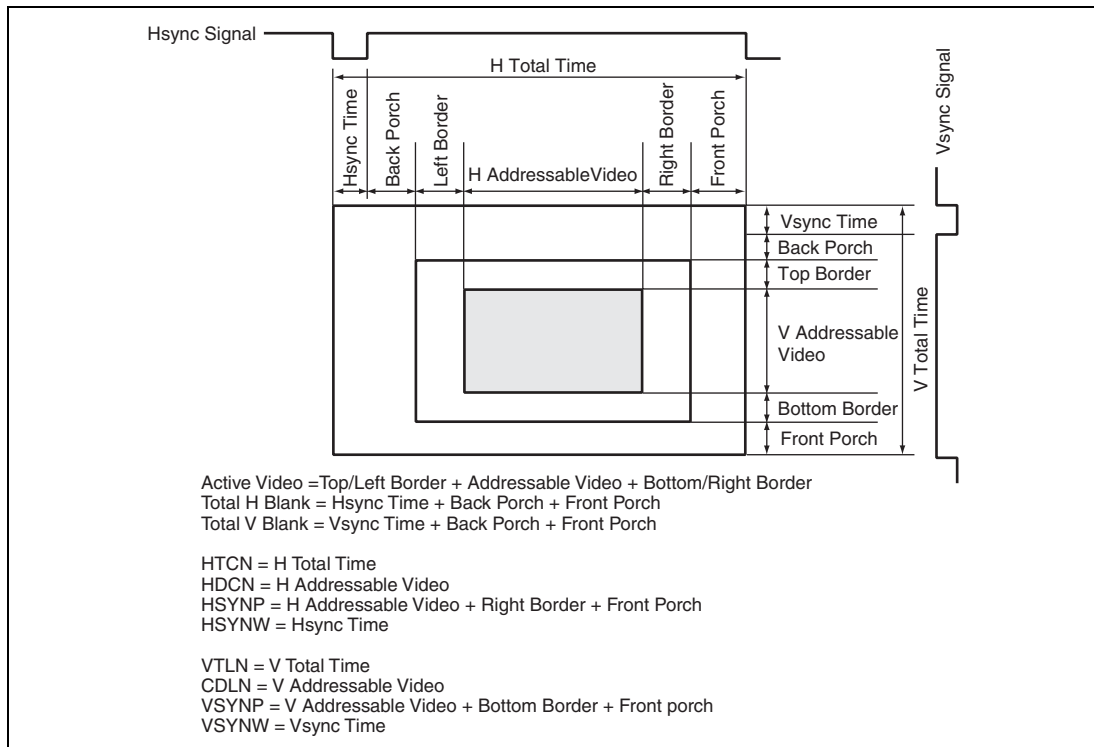 Hsync Signal
H Total Time
Hsync Time
Back Porch
Left Border
H AddressableVideo
Right Border
Front Porch
Vsync Signal
Vsync Time
Back Porch
Top Border
V Addressable
Video
Bottom Border
Front Porch
V Total Time
Active Video =Top/Left Border + Addressable Video + Bottom/Right Border
Total H Blank = Hsync Time + Back Porch + Front Porch
Total V Blank = Vsync Time + Back Porch + Front Porch
HTCN = H Total Time
HDCN = H Addressable Video
HSYNP = H Addressable Video + Right Border + Front Porch
HSYNW = Hsync Time
VTLN = V Total Time
CDLN = V Addressable Video
VSYNP = V Addressable Video + Bottom Border + Front porch
VSYNW = Vsync Time